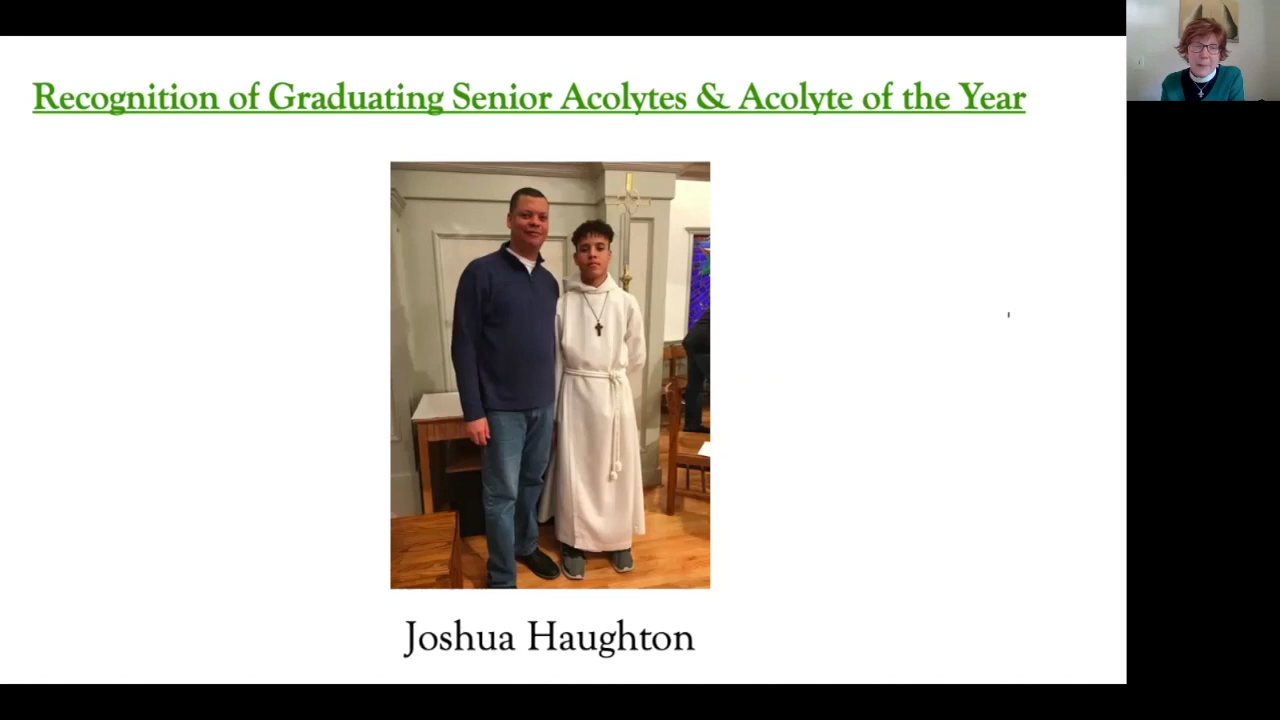 Recognition of Graduating Senior Acolytes & Acolyte of the Year
Joshua Haughton